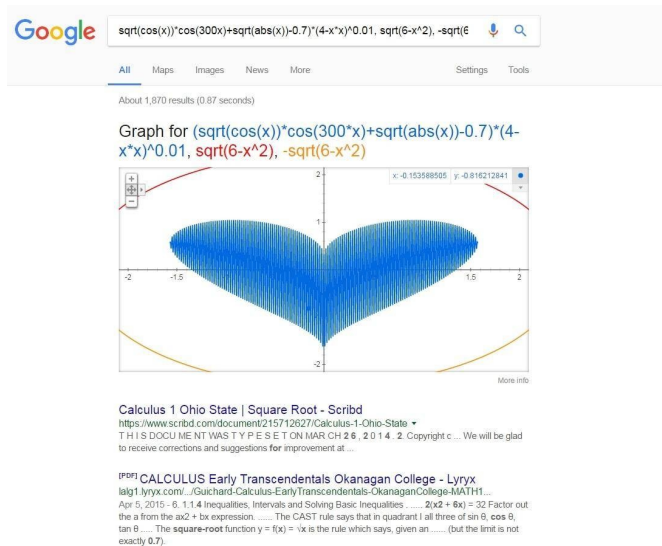 Google
sqrt(cos(x))*cos(300x)+sqrt(abs(x))-0.7)*(4-x*x)^0.01, sqrt(6-x^2), -sqrt(6
All Maps Images News More Settings Tools
About 1,870 results (0.87 seconds)
Graph for (sqrt(cos(x))*cos(300*x)+sqrt(abs(x))-0.7)*(4-
x*x)^0.01, sqrt(6-x^2), -sqrt(6-x^2)
x: -0.153588505 y: -0.816212841
2
1
-2 -1.5 1.5 2
-2
More info
Calculus 1 Ohio State | Square Root - Scribd
https://www.scribd.com/document/215712627/Calculus-1-Ohio-State
T H I S DOCU ME NT WAS T Y P E S E T ON MAR CH 2 6 , 2 0 1 4 . 2. Copyright c ... We will be glad
to receive corrections and suggestions for improvement at ...
[PDF] CALCULUS Early Transcendentals Okanagan College - Lyryx
lalg1.lyryx.com/.../Guichard-Calculus-EarlyTranscendentals-OkanaganCollege-MATH1...
Apr 5, 2015 - 6. 1.1.4 Inequalities, Intervals and Solving Basic Inequalities . ..... 2(x2 + 6x) = 32 Factor out
the a from the ax2 + bx expression. ...... The CAST rule says that in quadrant I all three of sin θ, cos θ,
tan θ ..... The square-root function y = f(x) = √x is the rule which says, given an ...... (but the limit is not
exactly 0.7).